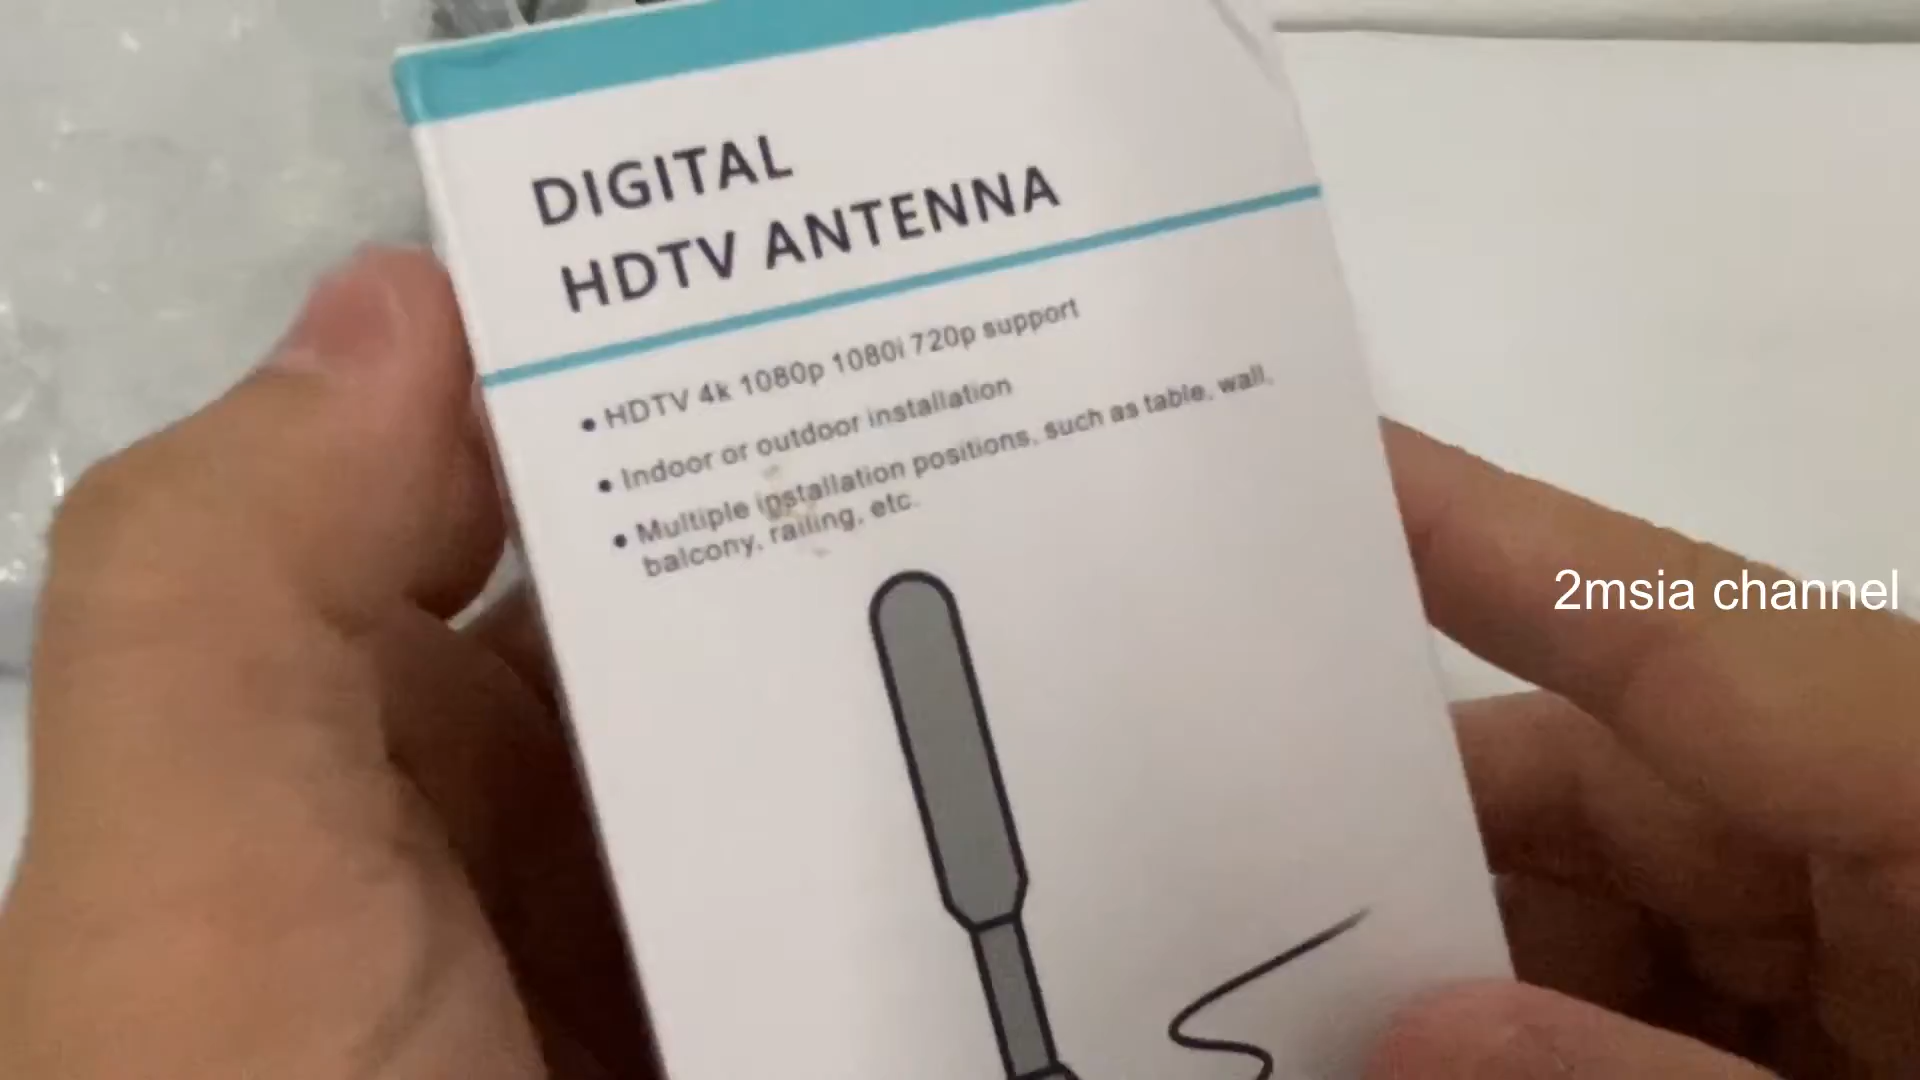 DIGITAL
HDTV ANTENNA
• HDTV 4k 1080p 1080i 720p support
• Indoor or outdoor installation
• Multiple installation positions, such as table, wall,
balcony, railing, etc.
2msia channel